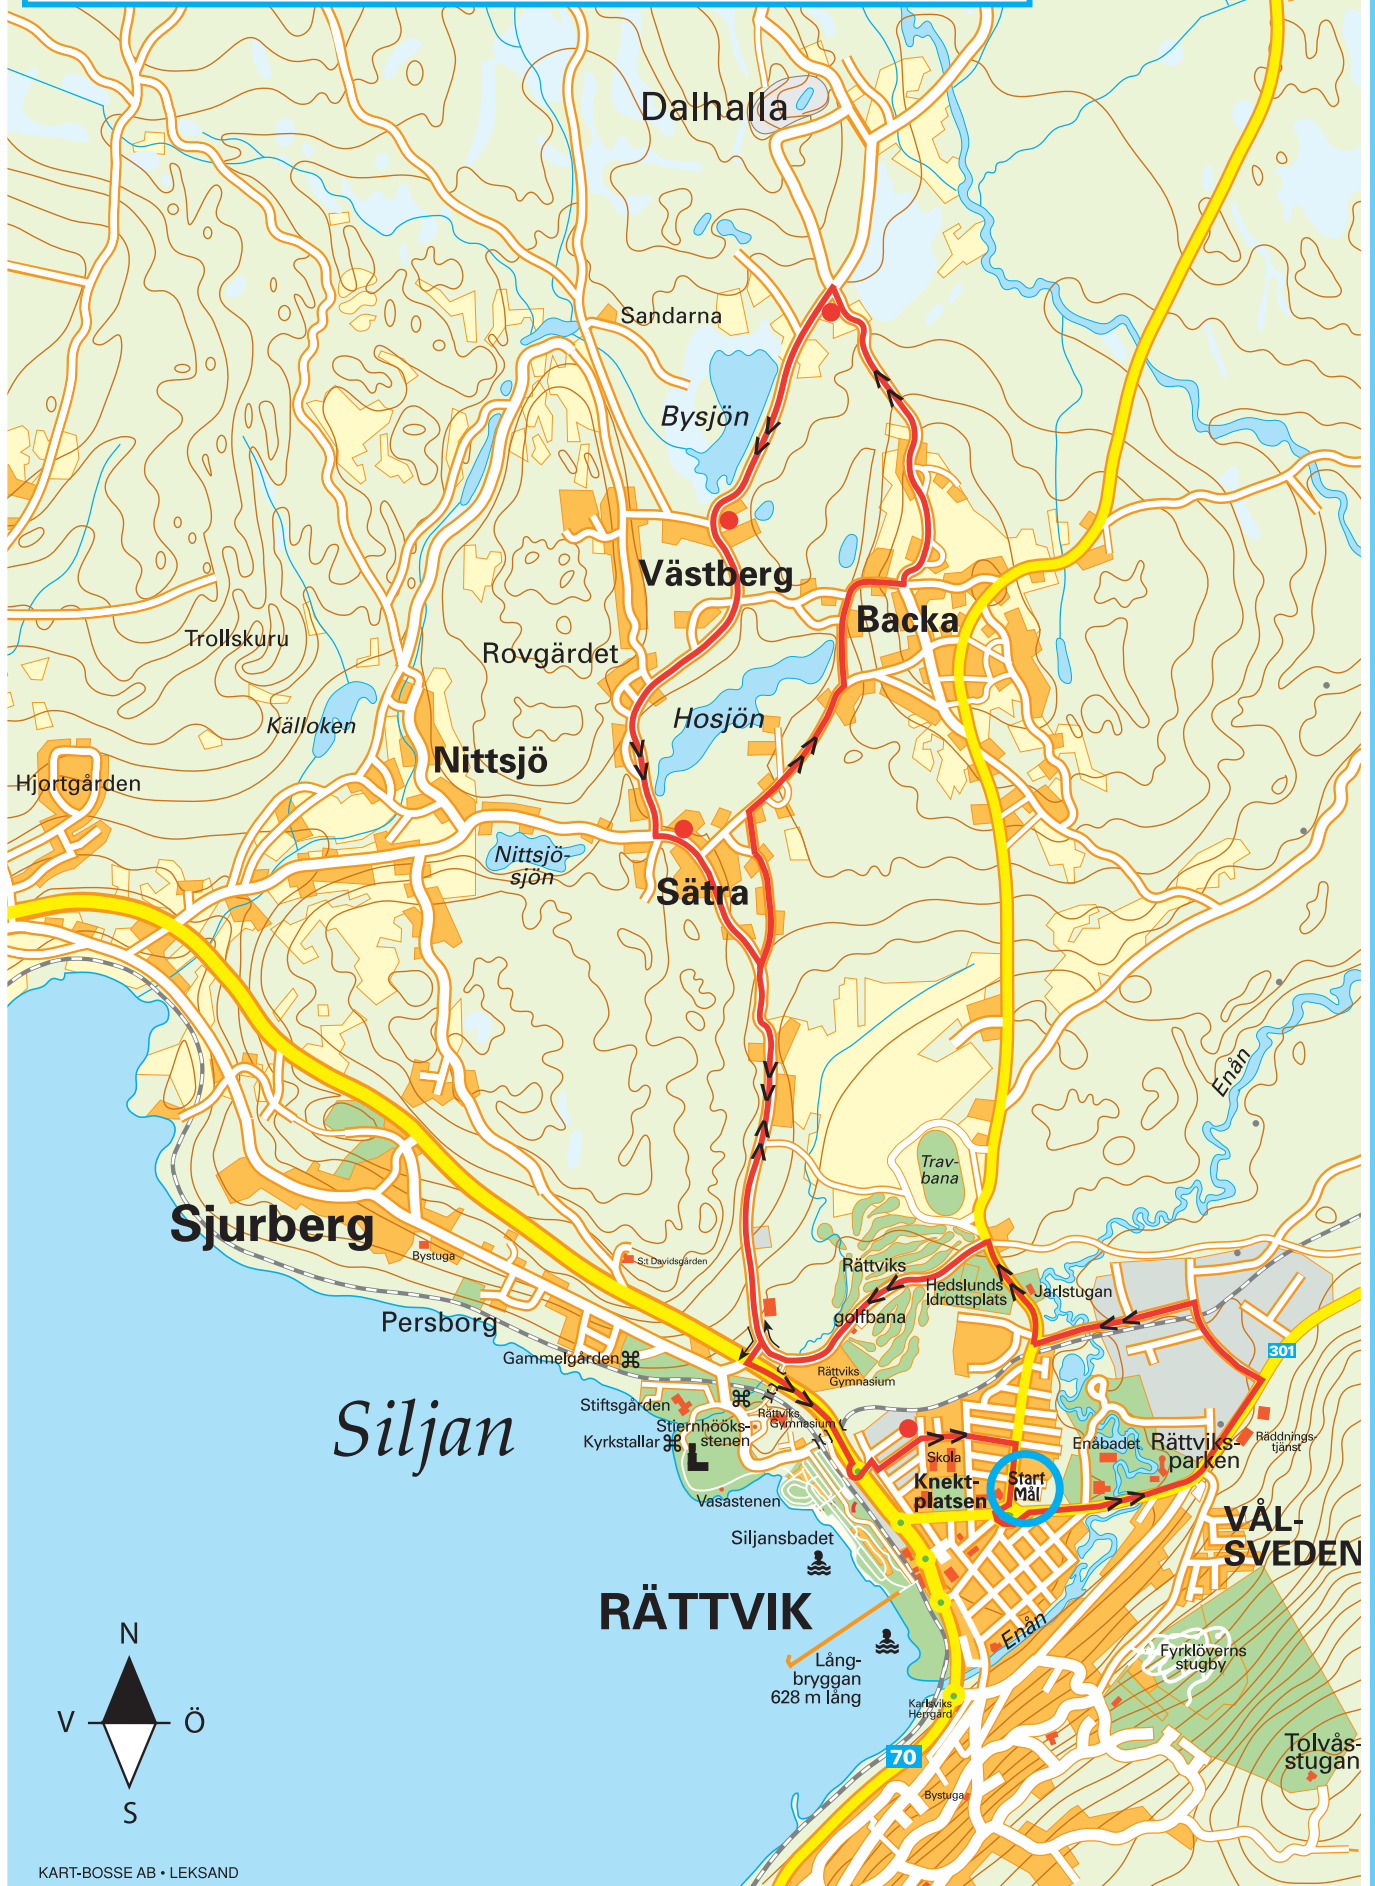 Dalhalla
Sandarna
Bysjön
Västberg
Backa
Trollskuru
Rovgärdet
Hosjön
Källoken
Nittsjö
Hjortgården
Nittsjö-
sjön
Sätra
Enån
Trav-
bana
Sjurberg
Bystuga
S:t Davidsgården
Rättviks
golfbana
Hedslunds
Idrottsplats
Jarlstugan
Persborg
Gammelgården
301
Rättviks
Gymnasium
Siljan
Stiftsgården
Rättviks
Gymnasium
Stiernhööks-
stenen
Kyrkstallar
Skola
Enåbadet
Rättviks-
parken
Räddnings-
tjänst
Knekt-
platsen
Start
Mål
Vasastenen
VÅL-
SVEDEN
Siljansbadet
RÄTTVIK
Enån
Fyrklöverns
stugby
Lång-
bryggan
628 m lång
Karlsviks
Herrgård
N
V
Ö
S
70
Tolvås-
stugan
Bystuga
KART-BOSSE AB • LEKSAND